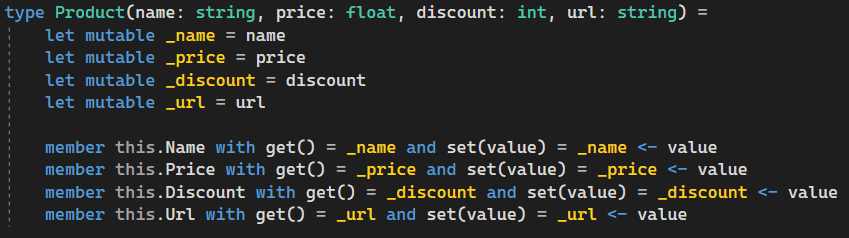 type Product(name: string, price: float, discount: int, url: string) =
let mutable _name = name
let mutable _price = price
let mutable _discount = discount
let mutable _url = url
member this.Name with get() = _name and set(value) = _name <- value
member this.Price with get() = _price and set(value) = _price <- value
member this.Discount with get() = _discount and set(value) = _discount <- value
member this.Url with get() = _url and set(value) = _url <- value